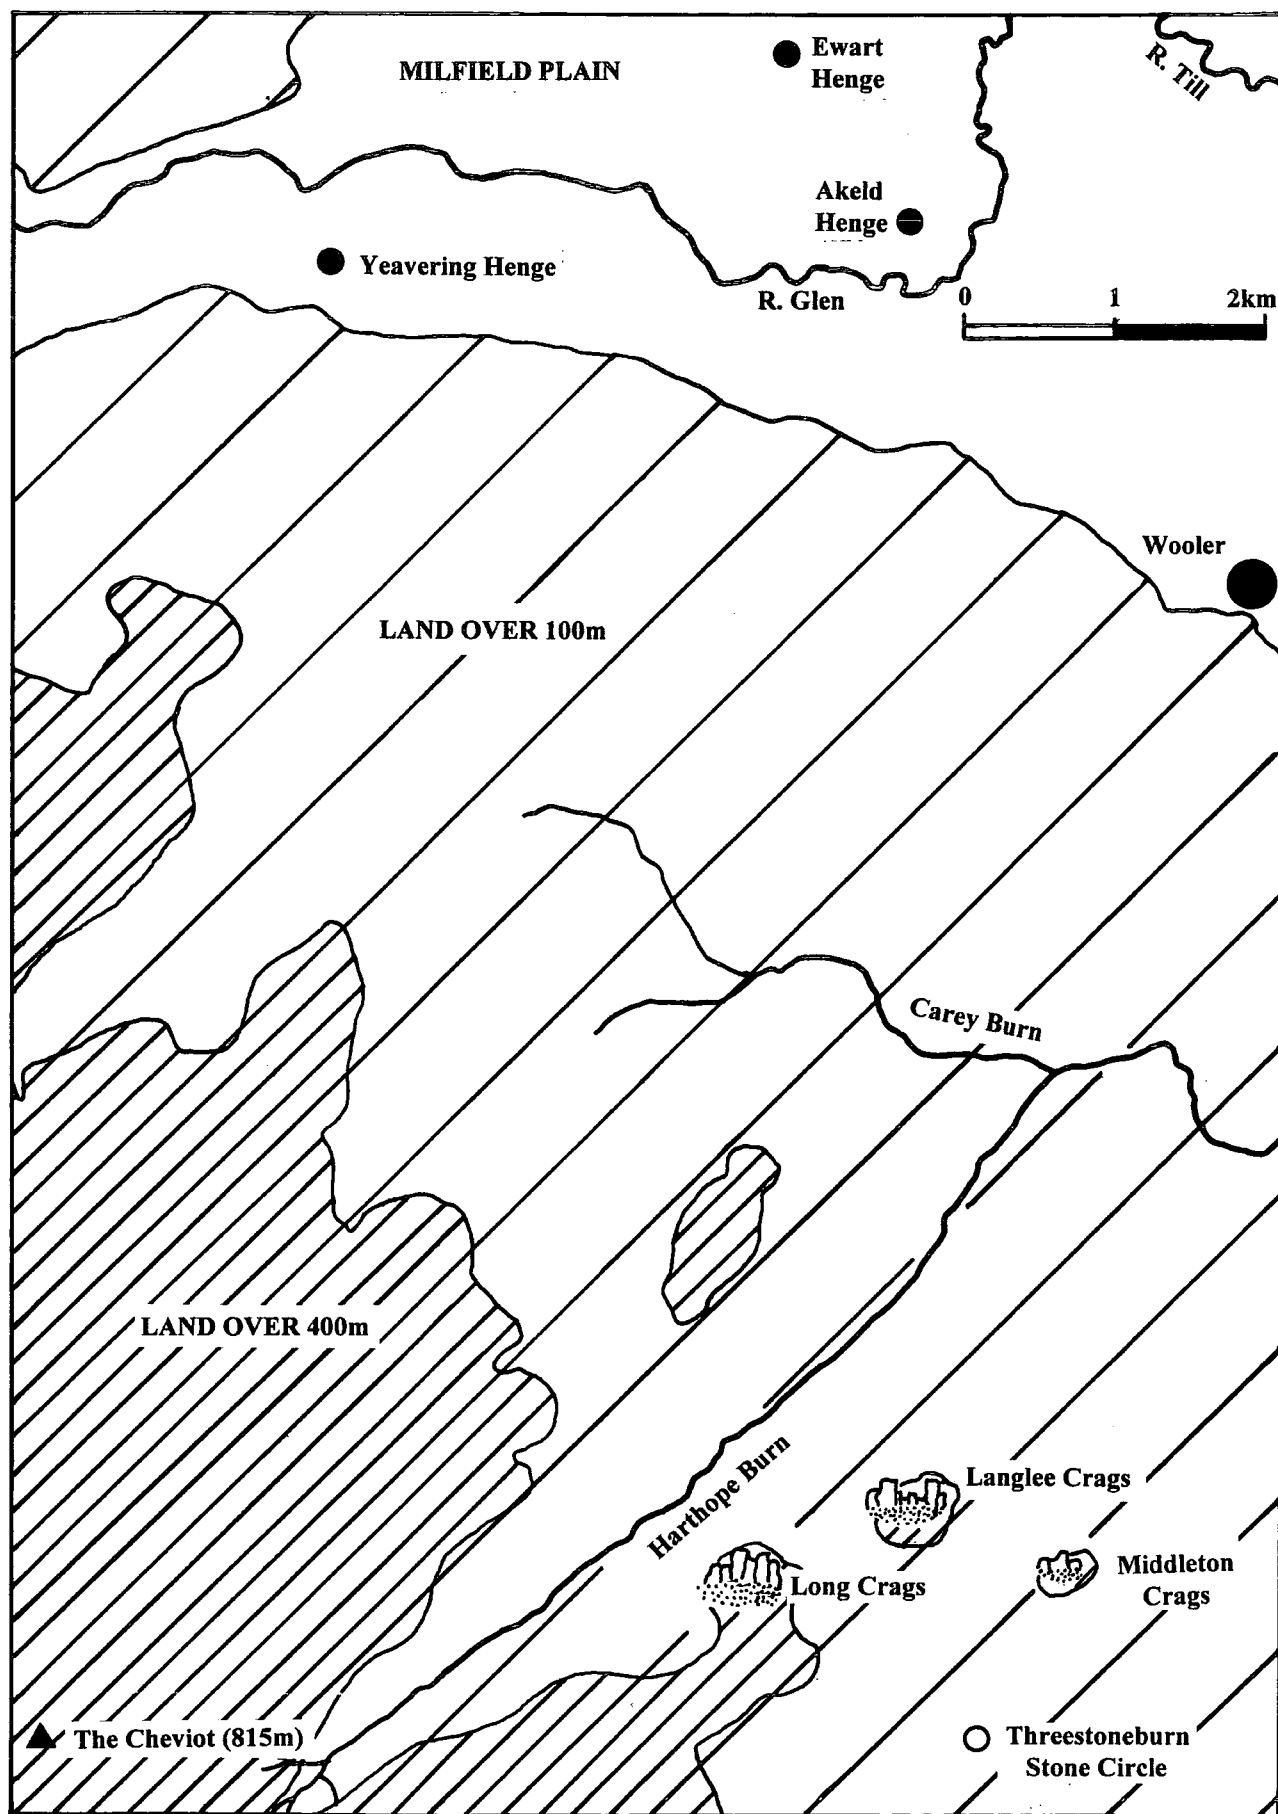 Ewart
Henge
MILFIELD PLAIN
R. Till
Akeld
Henge
Yeavering Henge
R. Glen
0 1 2km
Wooler
LAND OVER 100m
Carey Burn
LAND OVER 400m
Harthope Burn
Langlee Crags
Long Crags
Middleton
Crags
The Cheviot (815m)
Threestoneburn
Stone Circle